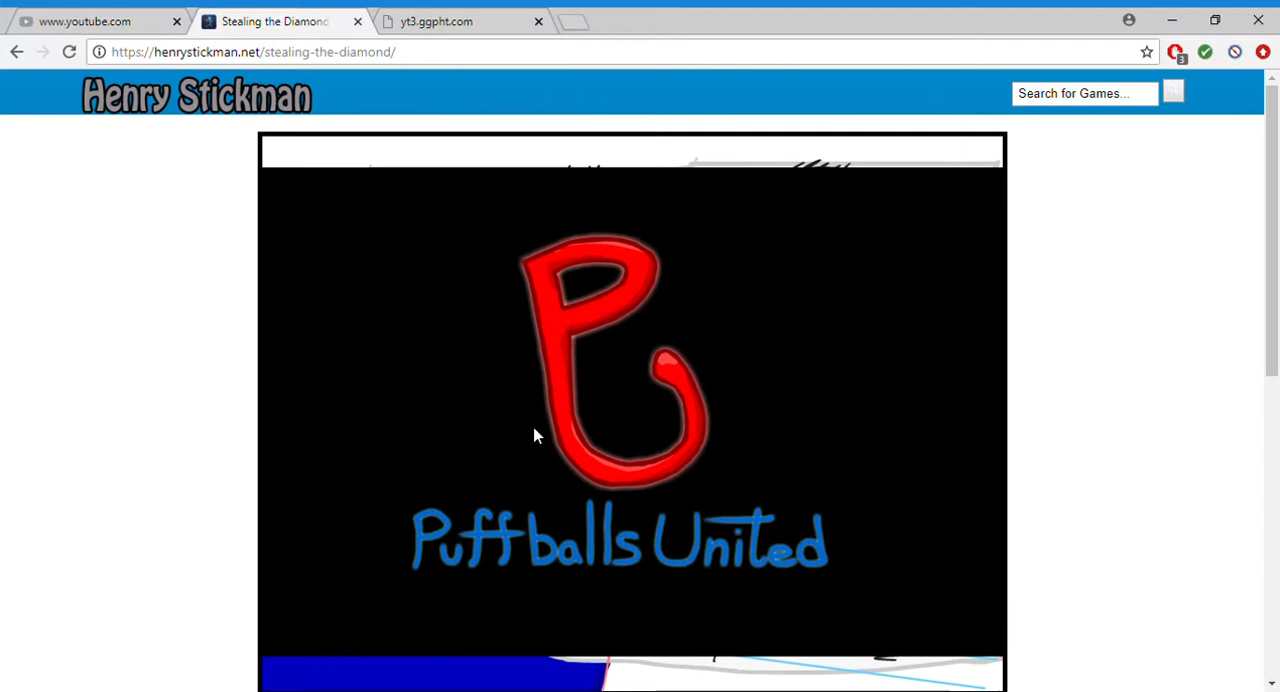 www.youtube.com
Stealing the Diamond
yt3.ggpht.com
https://henrystickman.net/stealing-the-diamond/
3
Henry Stickman
Search for Games...
Puffballs United